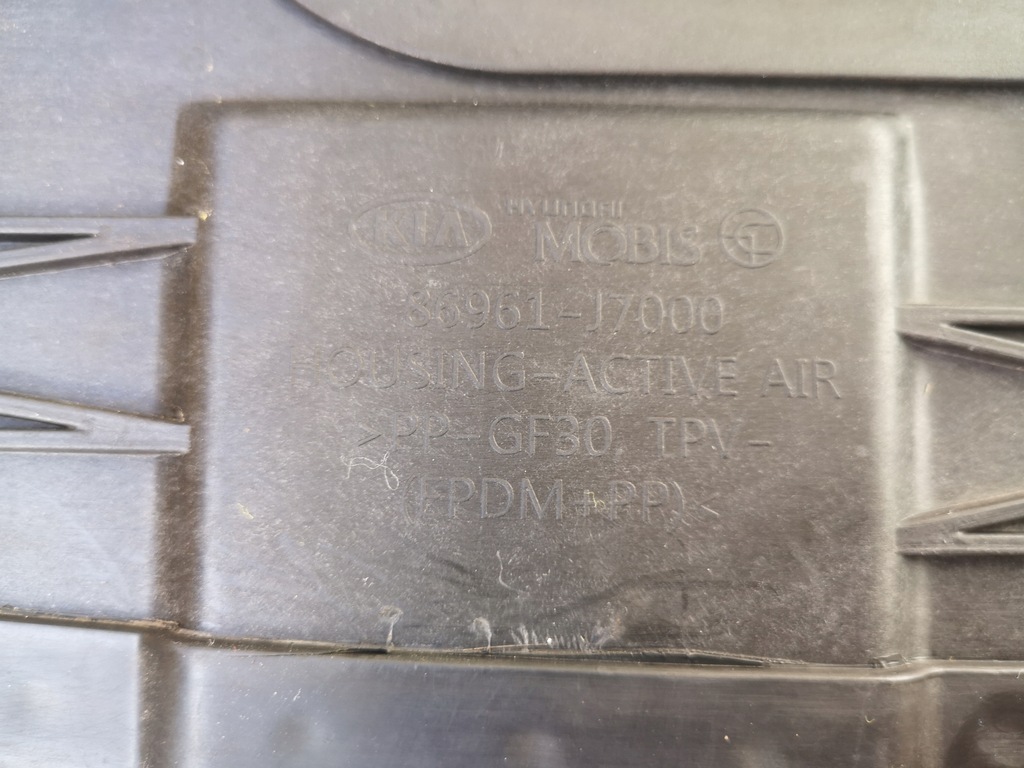 KIA HYUNDAI
MOBIS
86961-J7000
HOUSING-ACTIVE AIR
>PP-GF30, TPV-
(EPDM+PP)<